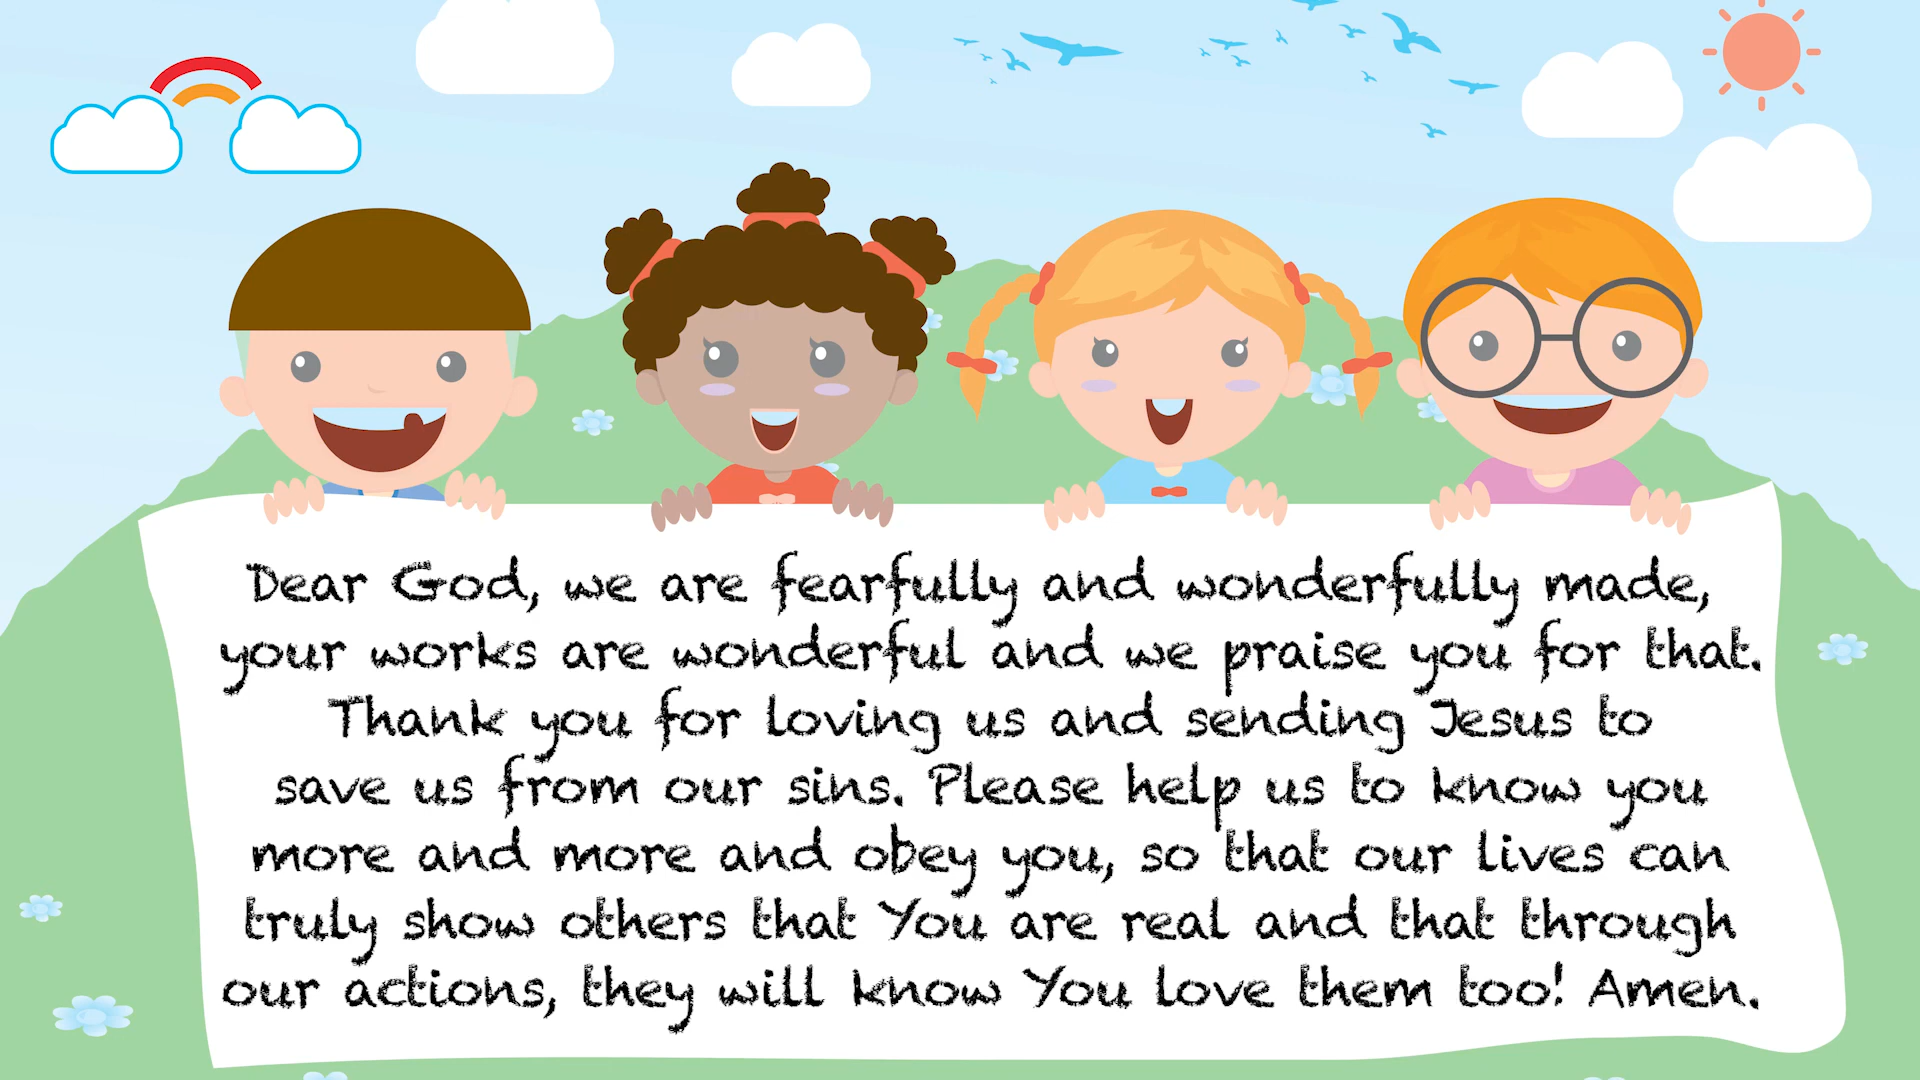 Dear God, we are fearfully and wonderfully made,
your works are wonderful and we praise you for that.
Thank you for loving us and sending Jesus to
save us from our sins. Please help us to know you
more and more and obey you, so that our lives can
truly show others that You are real and that through
our actions, they will know You love them too! Amen.